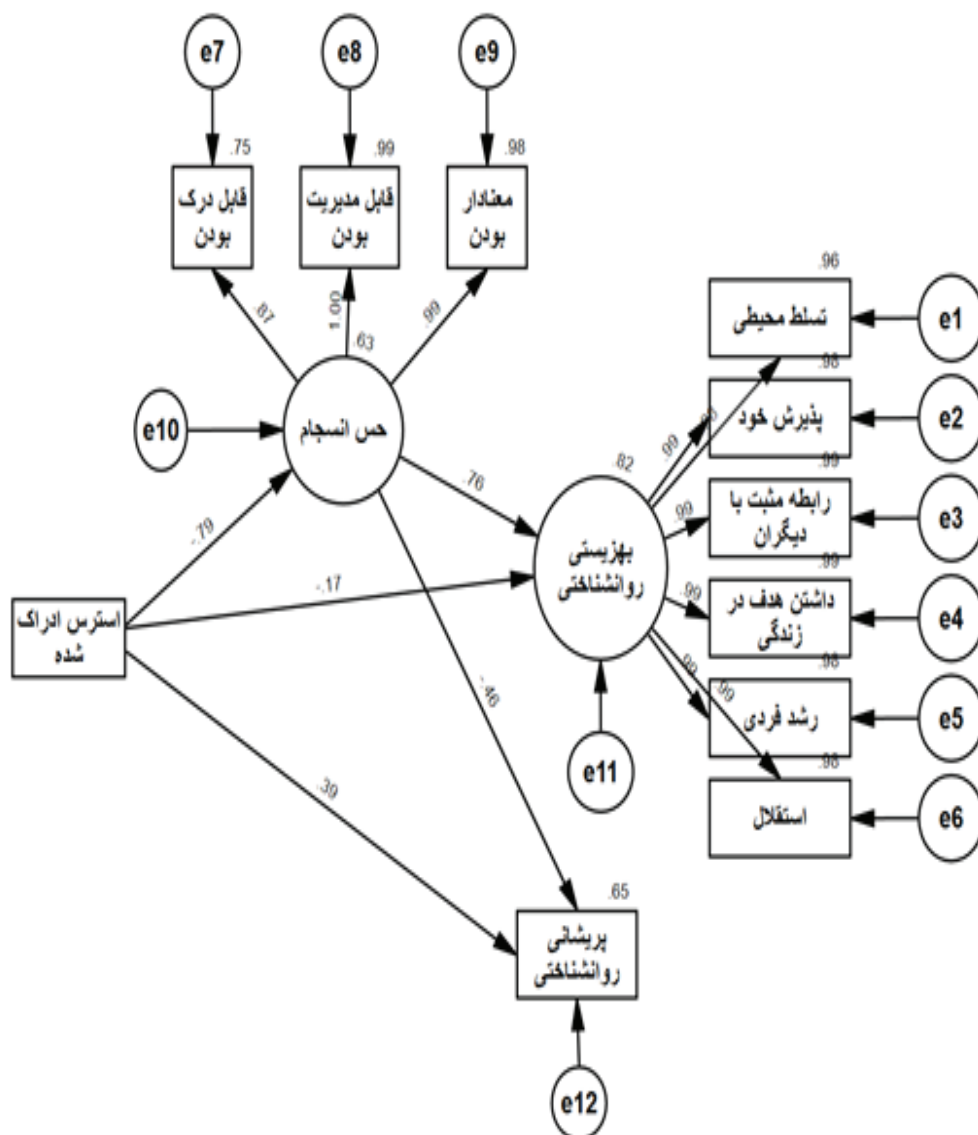 e7
e8
e9
.75
.99
.98
قابل درک
بودن
قابل مدیریت
بودن
معنادار
بودن
.87
1.00
.99
.63
e10
حس انسجام
.96
تسلط محیطی
e1
.98
پذیرش خود
e2
.99
.99
رابطه مثبت با
دیگران
e3
.99
.99
داشتن هدف در
زندگی
e4
.99
.98
رشد فردی
e5
.99
.98
استقلال
e6
.99
.82
بهزیستی
روانشناختی
.76
-.79
-.17
استرس ادراک
شده
-.46
.39
e11
.65
پریشانی
روانشناختی
e12